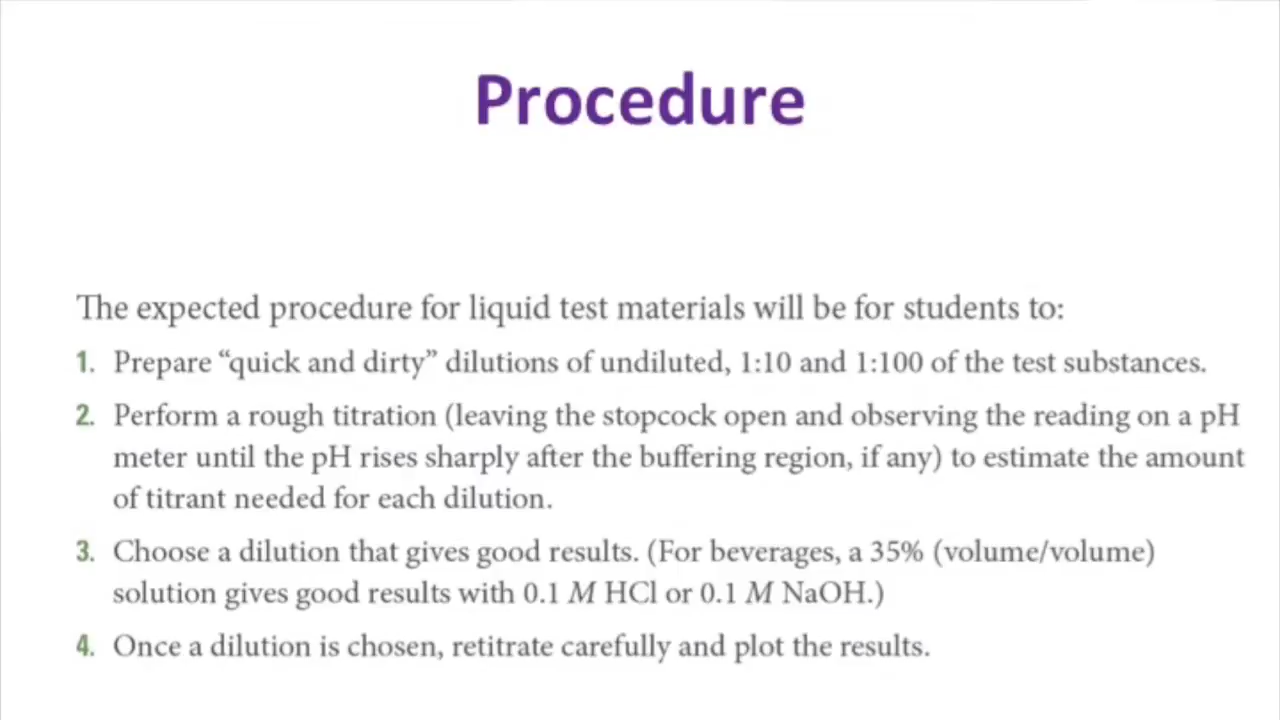 Procedure
The expected procedure for liquid test materials will be for students to:
1. Prepare “quick and dirty” dilutions of undiluted, 1:10 and 1:100 of the test substances.
2. Perform a rough titration (leaving the stopcock open and observing the reading on a pH
meter until the pH rises sharply after the buffering region, if any) to estimate the amount
of titrant needed for each dilution.
3. Choose a dilution that gives good results. (For beverages, a 35% (volume/volume)
solution gives good results with 0.1 M HCl or 0.1 M NaOH.)
4. Once a dilution is chosen, retitrate carefully and plot the results.